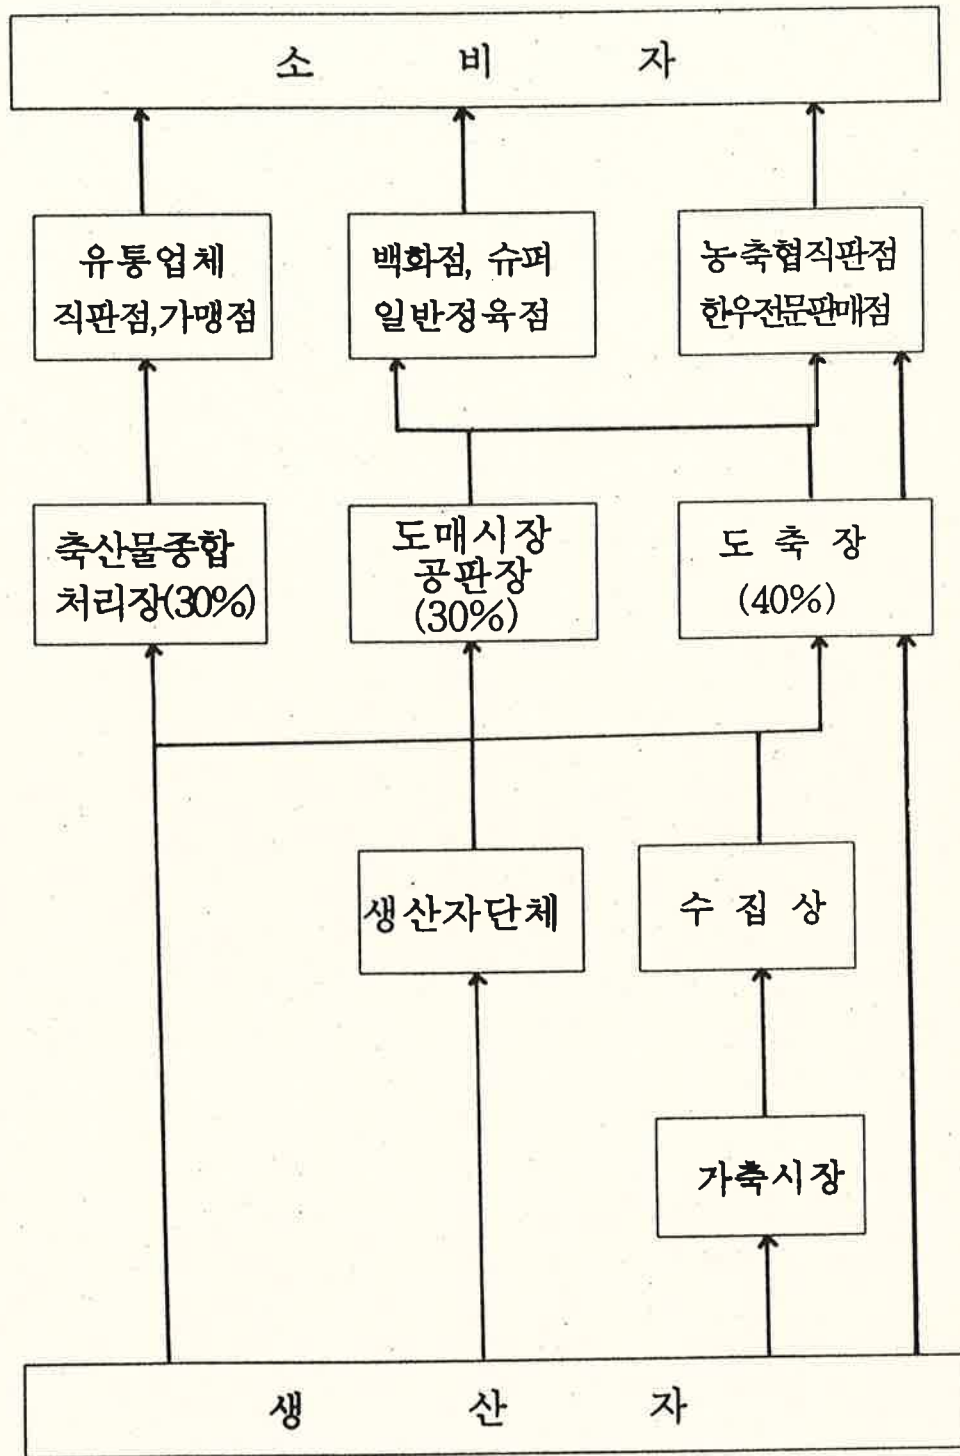 소 비 자
유통업체
직판점,가맹점
백화점, 슈퍼
일반정육점
농축협직판점
한우전문판매점
축산물종합
처리장(30%)
도매시장
공판장
(30%)
도 축 장
(40%)
생산자단체
수 집 상
가축시장
생 산 자